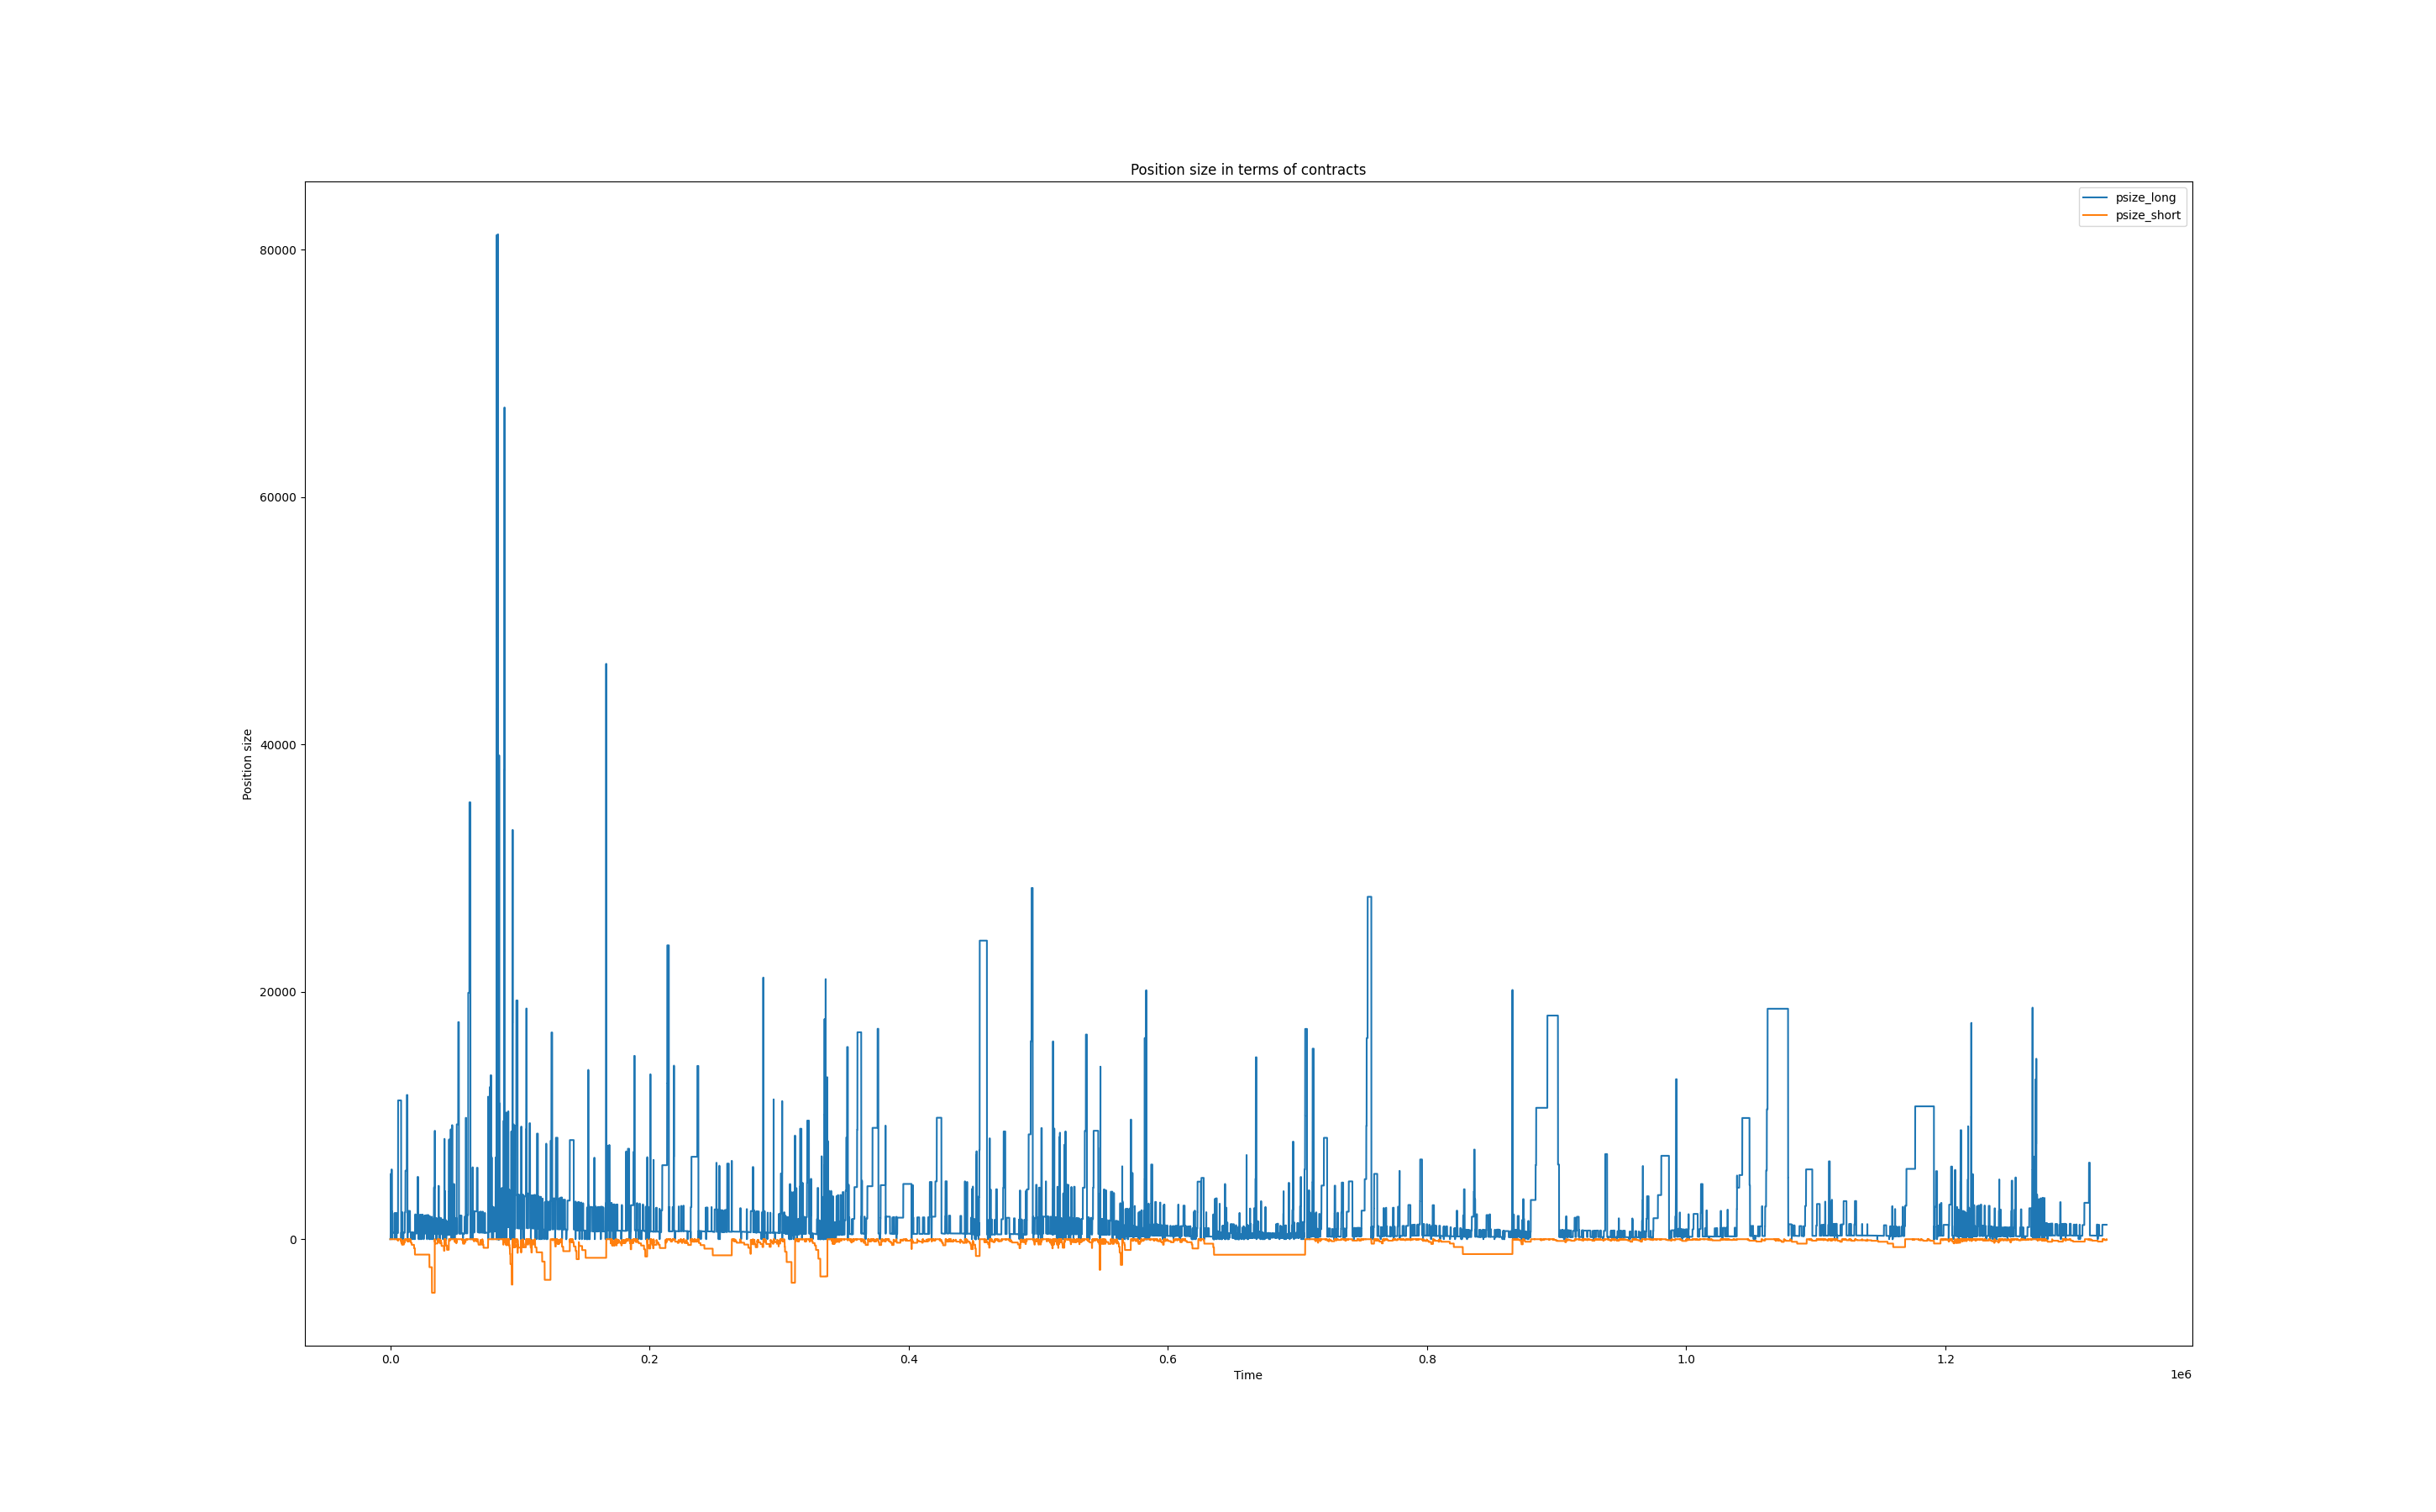 Position size in terms of contracts
psize_long
psize_short
Position size
80000
60000
40000
20000
0
0.0 0.2 0.4 0.6 0.8 1.0 1.2
Time
1e6